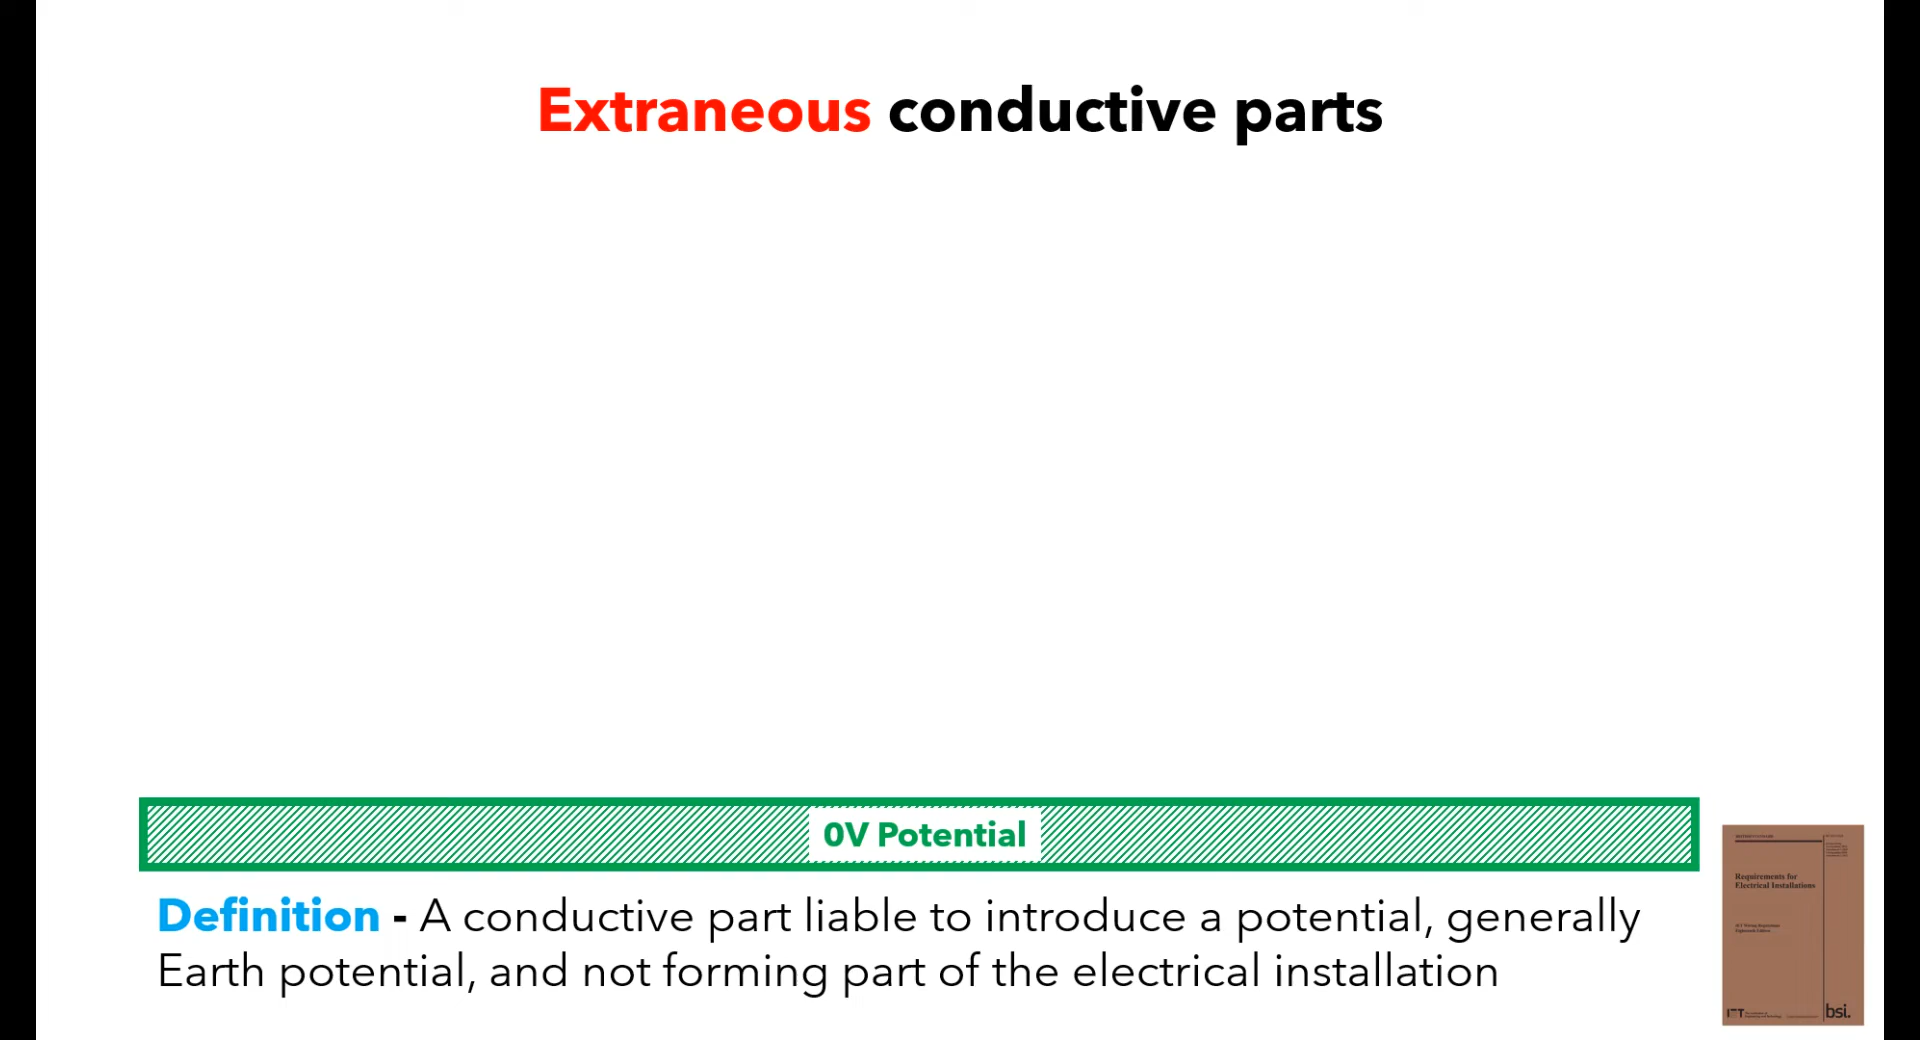 Extraneous conductive parts
0V Potential
Definition - A conductive part liable to introduce a potential, generally
Earth potential, and not forming part of the electrical installation
Requirements for
Electrical Installations
bsi.